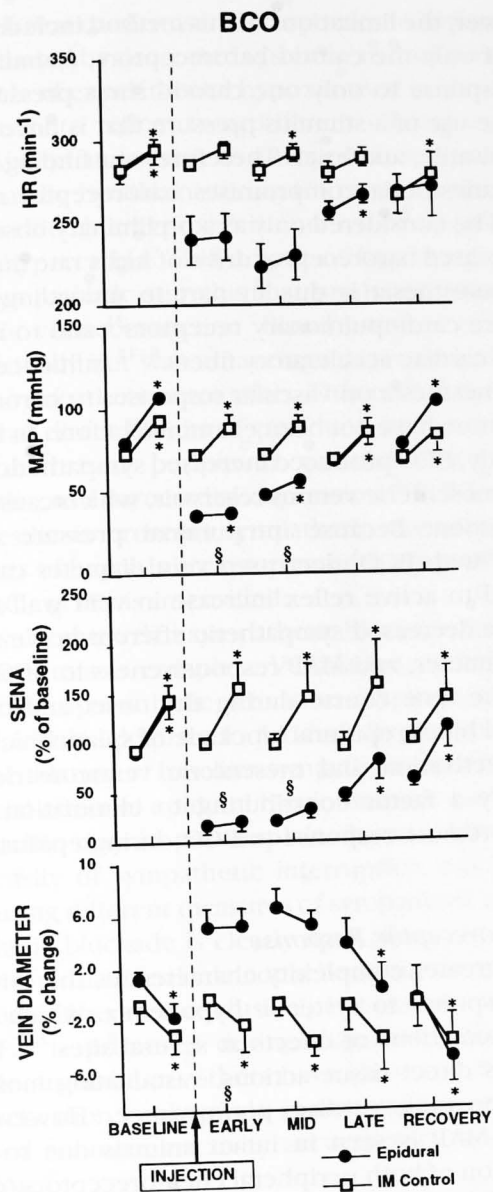 BCO
HR (min⁻¹)
350
300
250
200
*
*
MAP (mmHg)
150
100
50
0
* * * * *
* *
* *
§ §
SENA
(% of baseline)
250
200
150
100
50
0
* * * * *
* *
§ §
VEIN DIAMETER
(% change)
10
6.0
2.0
-2.0
-6.0
* * *
* * * * *
§
BASELINE
EARLY
MID
LATE
RECOVERY
INJECTION
Epidural
IM Control